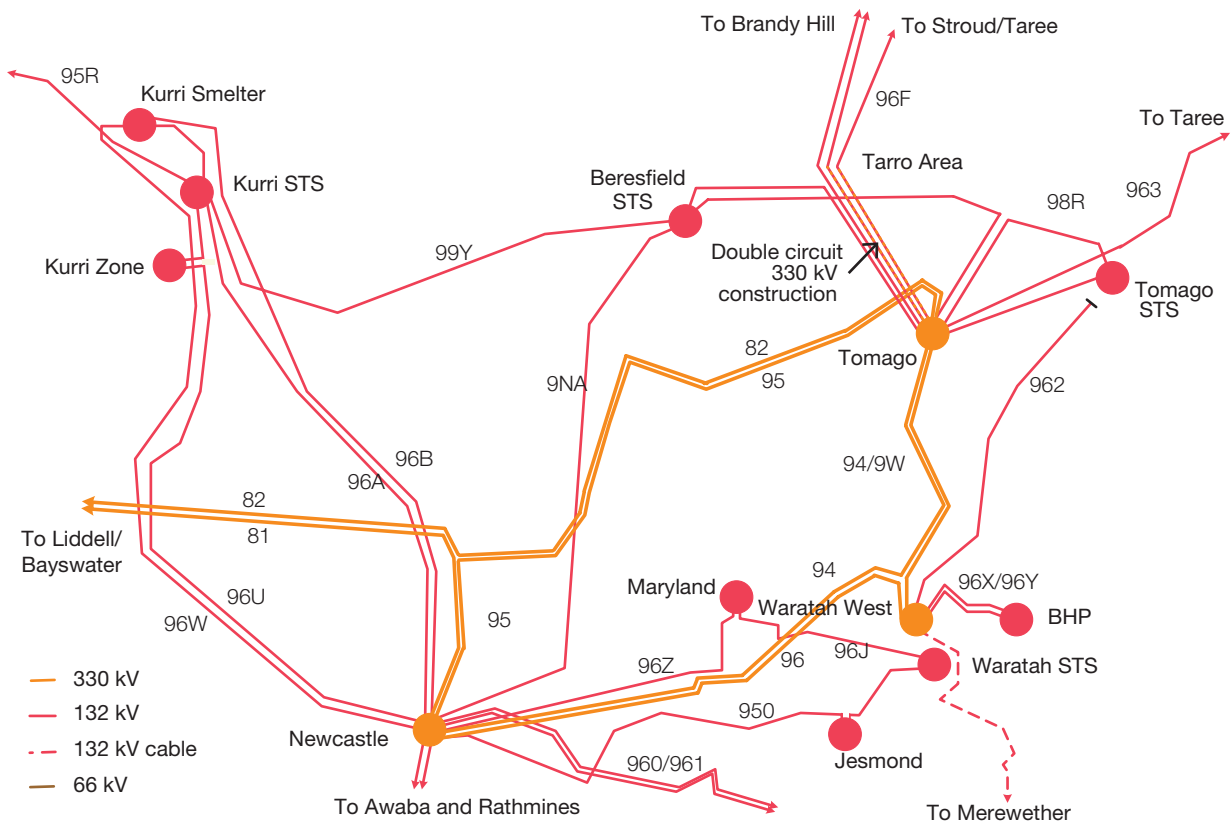 To Brandy Hill
To Stroud/Taree
95R
Kurri Smelter
96F
To Taree
Tarro Area
Kurri STS
Beresfield
STS
98R
963
99Y
Kurri Zone
Double circuit
330 kV
construction
Tomago
STS
82
Tomago
95
9NA
962
96B
94/9W
96A
82
81
To Liddell/
Bayswater
94
Maryland
96X/96Y
96U
Waratah West
BHP
95
96W
96J
96Z
96
Waratah STS
330 kV
132 kV
950
Newcastle
132 kV cable
960/961
Jesmond
66 kV
To Awaba and Rathmines
To Merewether